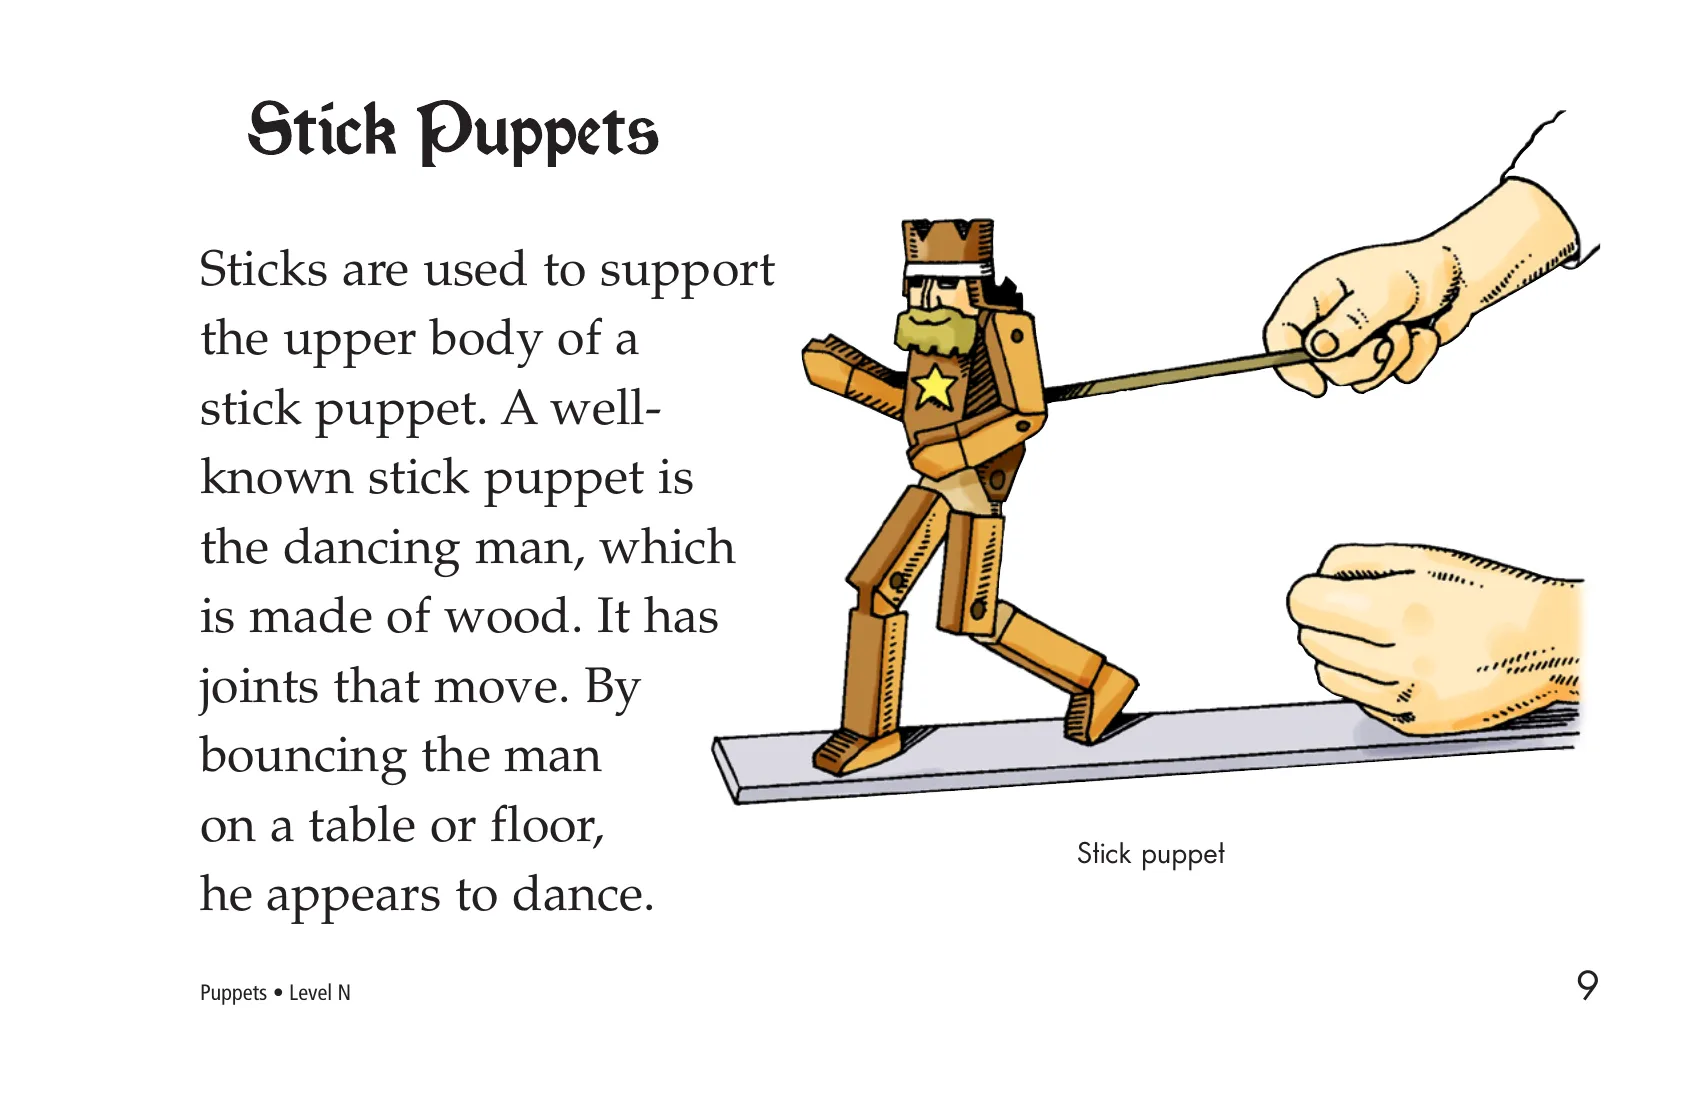 Stick Puppets
Sticks are used to support
the upper body of a
stick puppet. A well-
known stick puppet is
the dancing man, which
is made of wood. It has
joints that move. By
bouncing the man
on a table or floor,
he appears to dance.
Stick puppet
Puppets • Level N
9